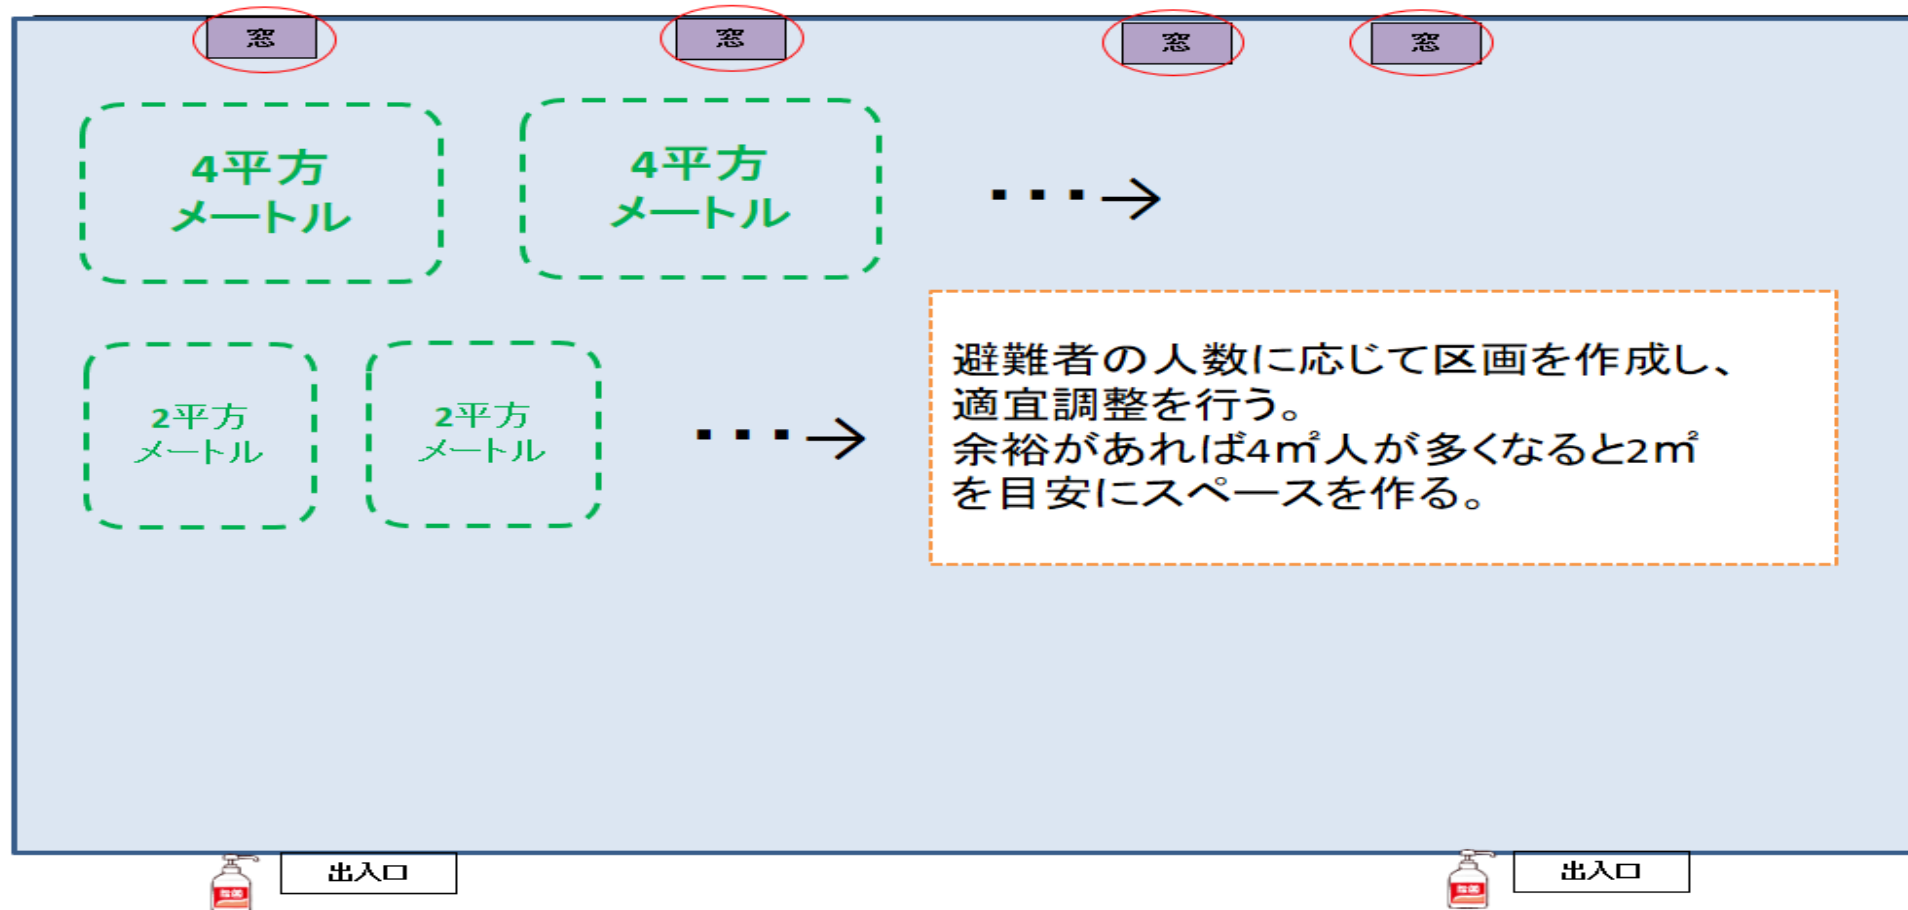 窓
窓
窓
窓
4平方
メートル
4平方
メートル
・・・→
避難者の人数に応じて区画を作成し、
適宜調整を行う。
余裕があれば4㎡人が多くなると2㎡
を目安にスペースを作る。
2平方
メートル
2平方
メートル
・・・→
出入口
出入口